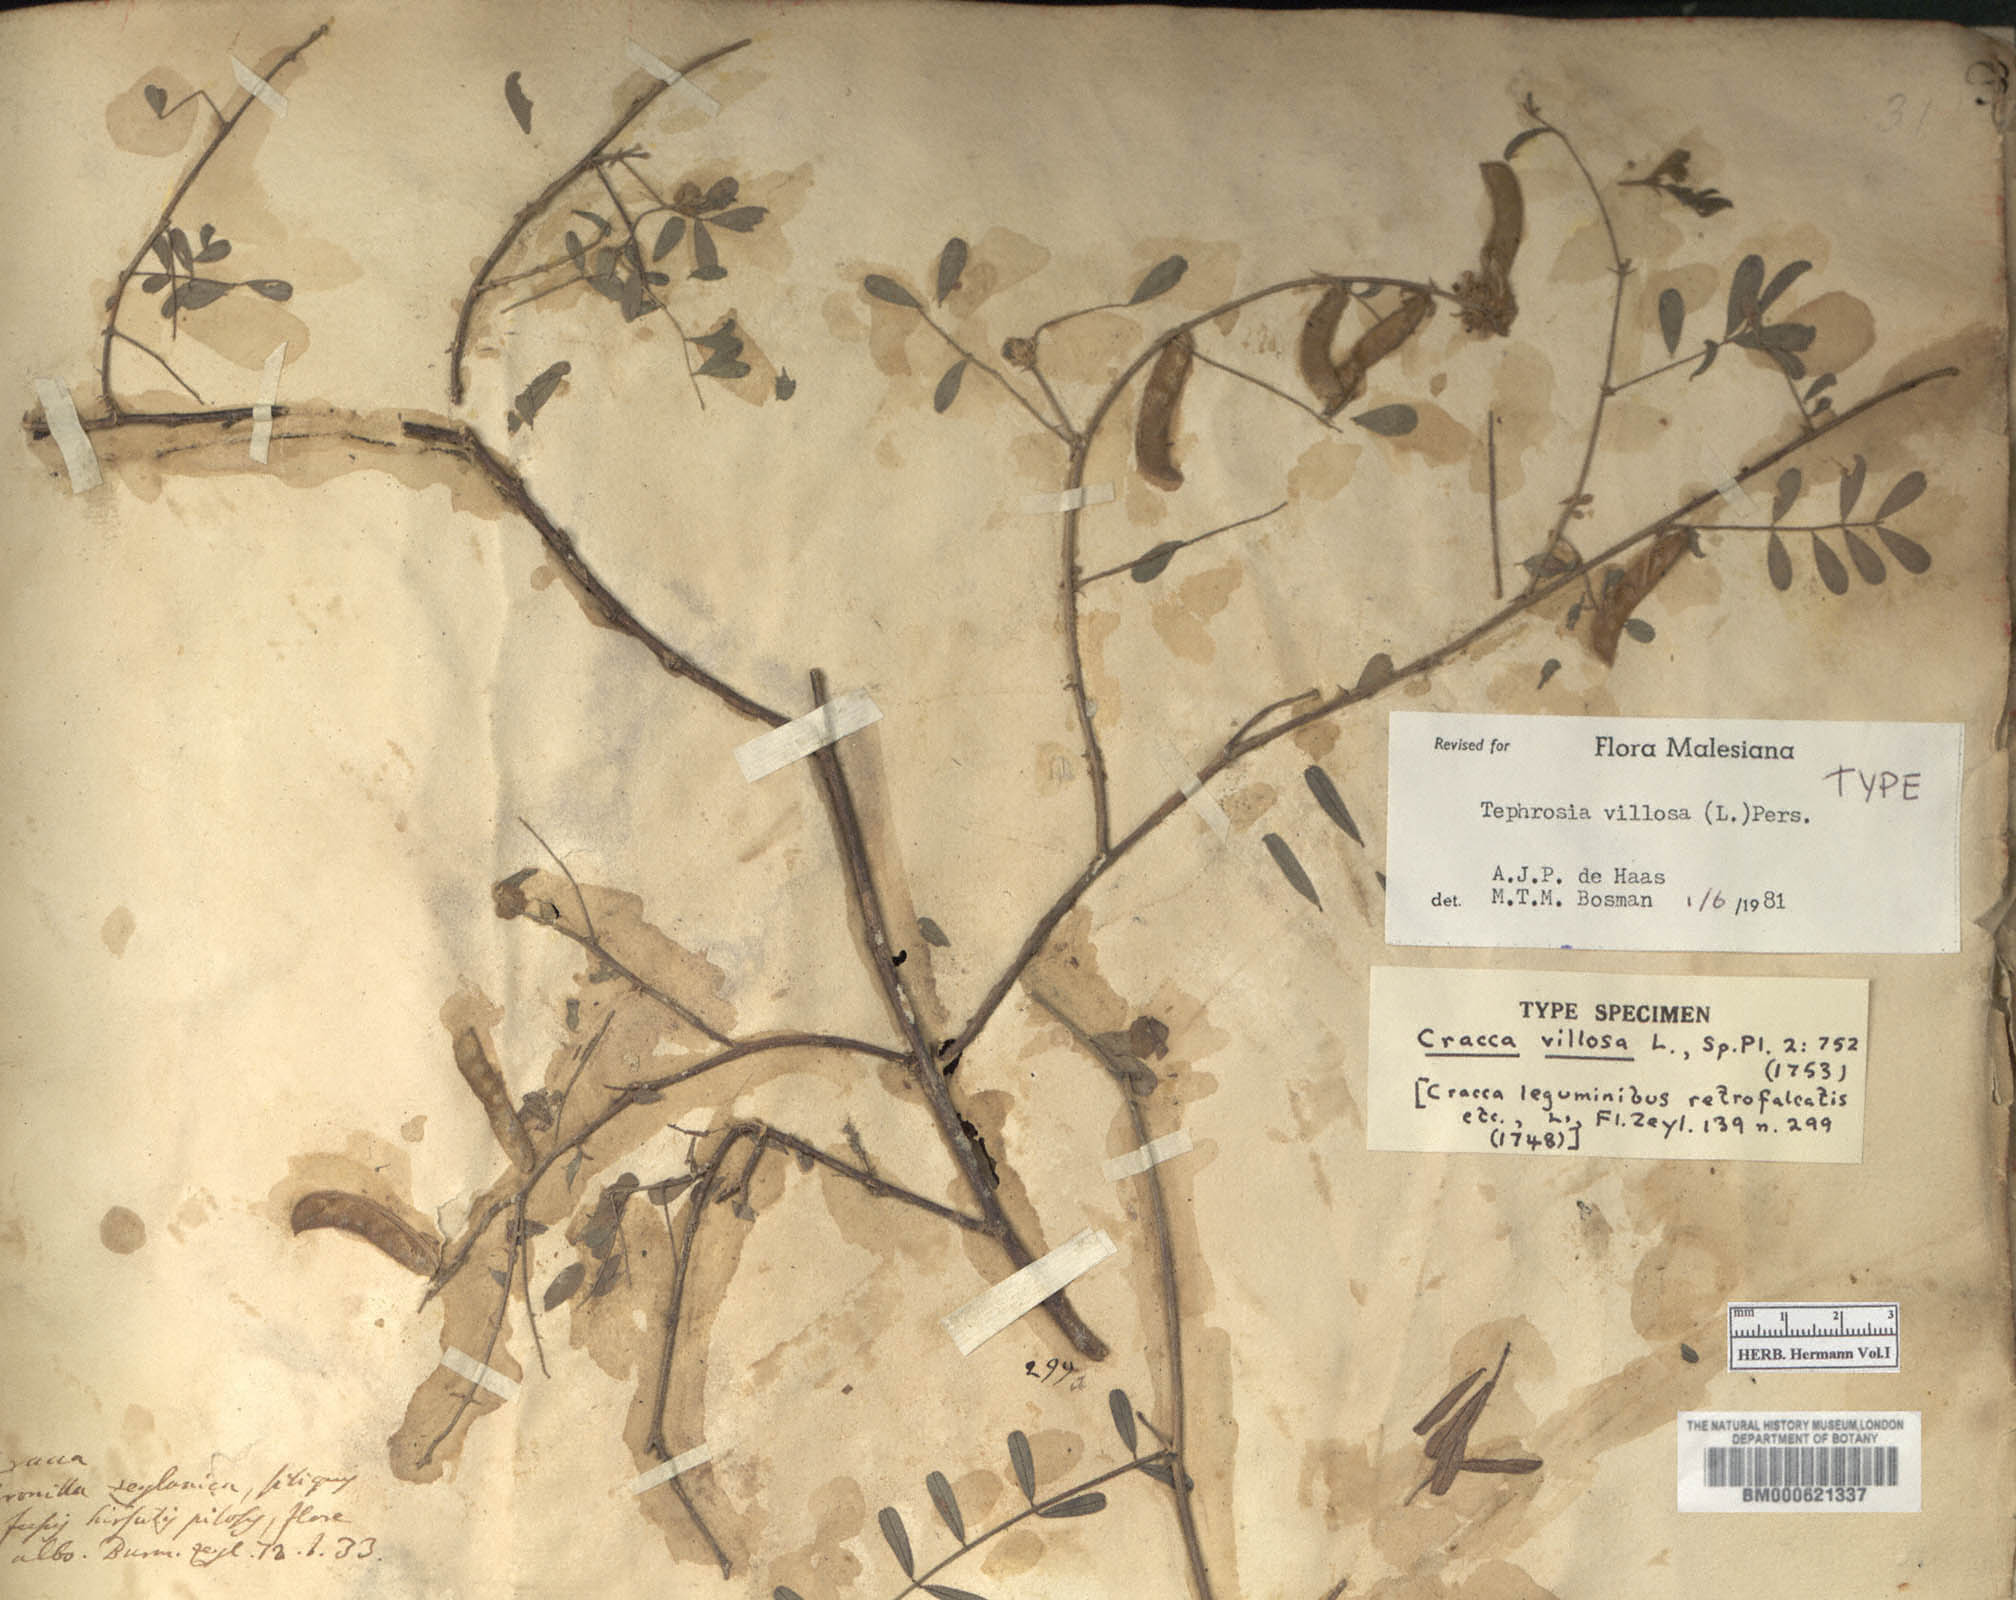 31
Revised for Flora Malesiana
TYPE
Tephrosia villosa (L.)Pers.
A.J.P. de Haas
det. M.T.M. Bosman 1/6/1981
TYPE SPECIMEN
Cracca villosa L., Sp.Pl. 2: 752
(1753)
[Cracca leguminibus retrofalcatis
etc., L., Fl.Zeyl. 139 n. 299
(1748)]
mm 1 2 3
HERB. Hermann Vol.I
299
a
THE NATURAL HISTORY MUSEUM, LONDON
DEPARTMENT OF BOTANY
BM000621337
zeylanica, siliquis
hirsutis pilosis, flore
albo. Burm. zeyl. 33.